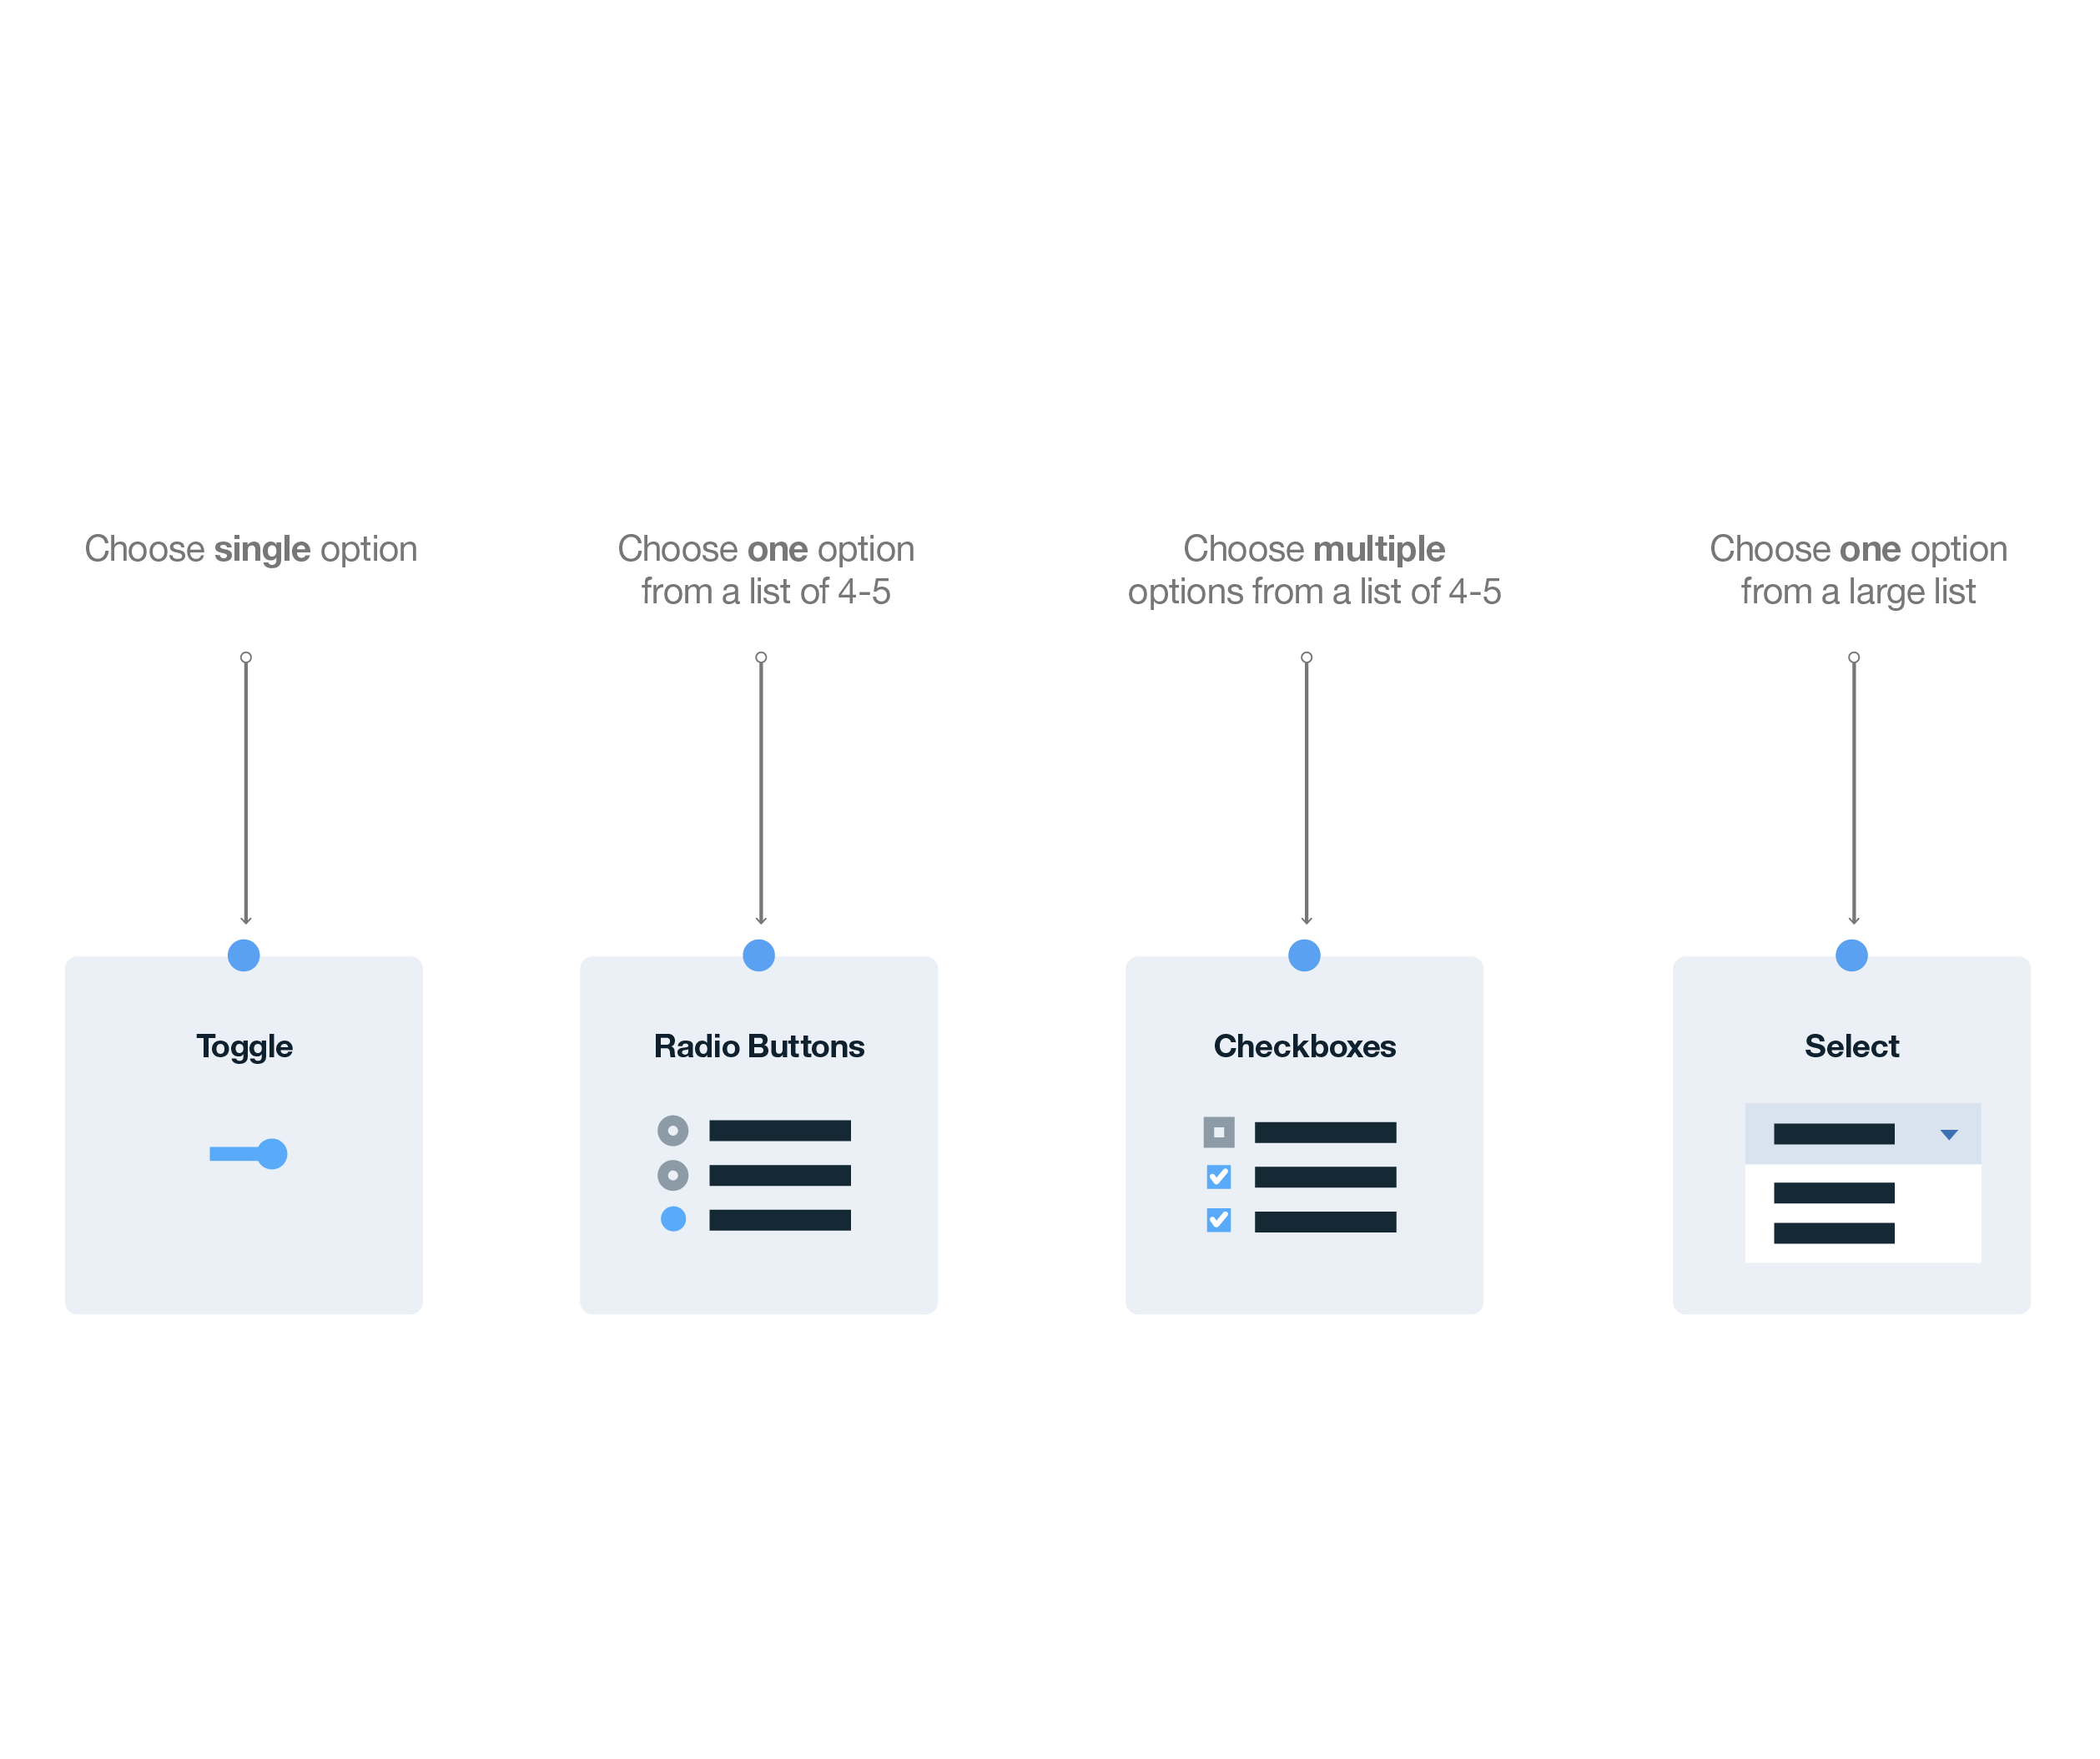 Choose single option
Choose one option
from a list of 4-5
Choose multiple
options from a list of 4-5
Choose one option
from a large list
Toggle
Radio Buttons
Checkboxes
Select